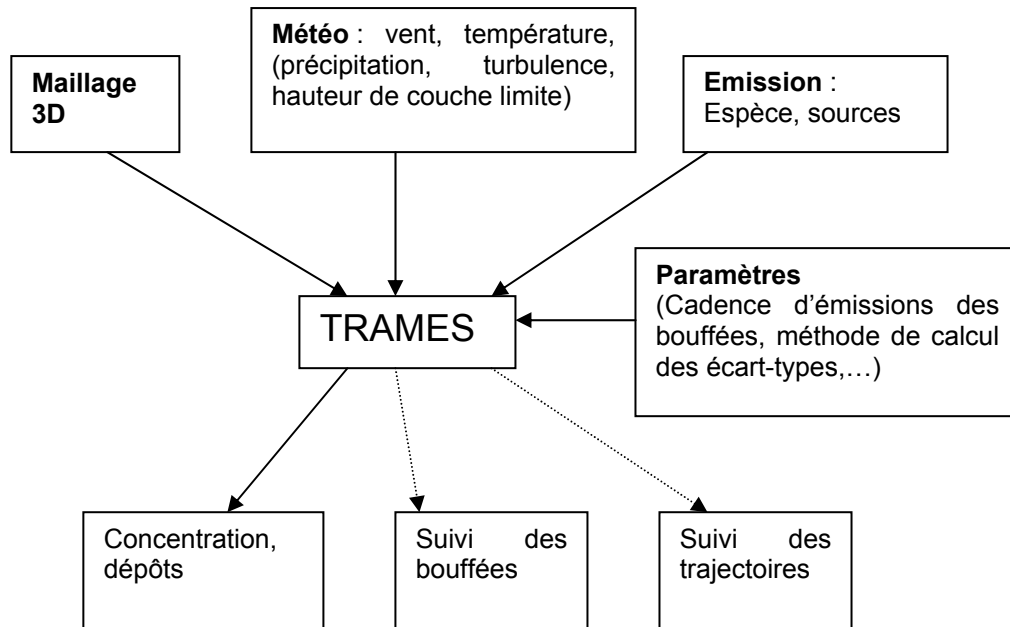 Maillage
3D
Météo : vent, température,
(précipitation, turbulence,
hauteur de couche limite)
Emission :
Espèce, sources
Paramètres
(Cadence d'émissions des
bouffées, méthode de calcul
des écart-types,…)
TRAMES
Concentration,
dépôts
Suivi des
bouffées
Suivi des
trajectoires